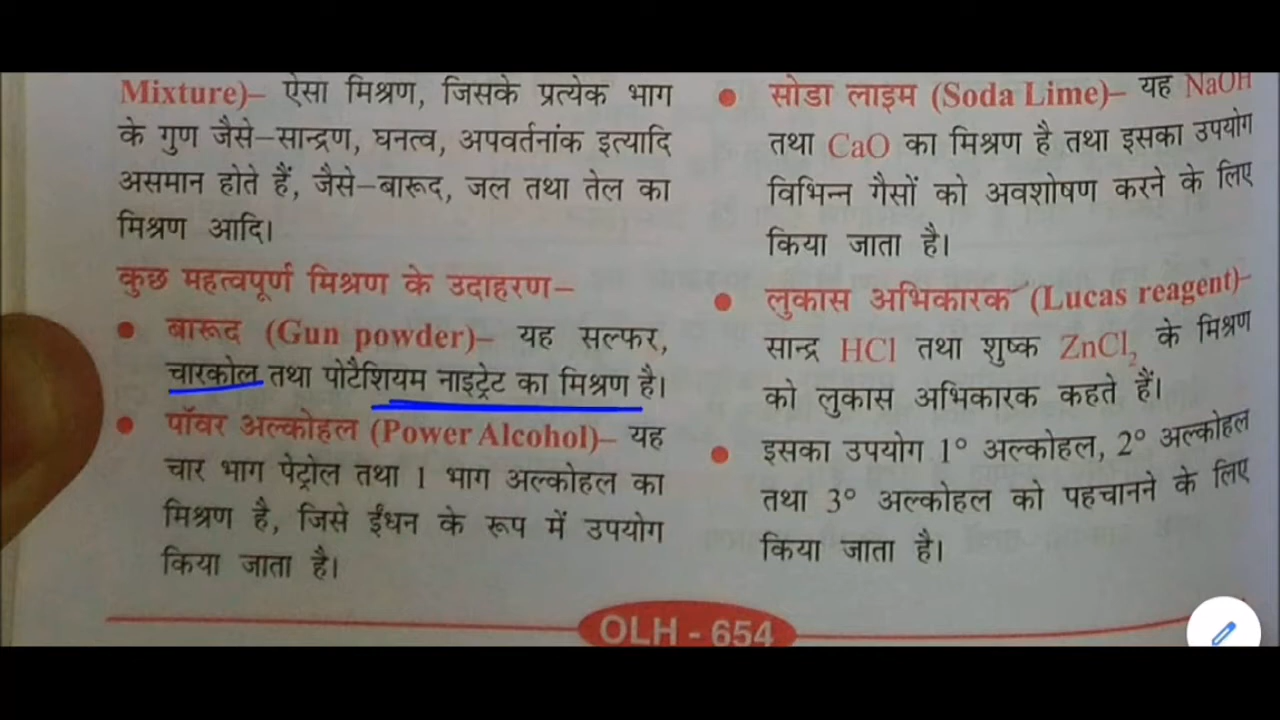 Mixture)– ऐसा मिश्रण, जिसके प्रत्येक भाग
के गुण जैसे–सान्द्रण, घनत्व, अपवर्तनांक इत्यादि
असमान होते हैं, जैसे–बारूद, जल तथा तेल का
मिश्रण आदि।
कुछ महत्वपूर्ण मिश्रण के उदाहरण–
● बारूद (Gun powder)– यह सल्फर,
चारकोल तथा पोटैशियम नाइट्रेट का मिश्रण है।
● पॉवर अल्कोहल (Power Alcohol)– यह
चार भाग पेट्रोल तथा 1 भाग अल्कोहल का
मिश्रण है, जिसे ईंधन के रूप में उपयोग
किया जाता है।
● सोडा लाइम (Soda Lime)– यह NaOH
तथा CaO का मिश्रण है तथा इसका उपयोग
विभिन्न गैसों को अवशोषण करने के लिए
किया जाता है।
● लुकास अभिकारक (Lucas reagent)–
सान्द्र HCl तथा शुष्क ZnCl₂ के मिश्रण
को लुकास अभिकारक कहते हैं।
● इसका उपयोग 1° अल्कोहल, 2° अल्कोहल
तथा 3° अल्कोहल को पहचानने के लिए
किया जाता है।
OLH - 654